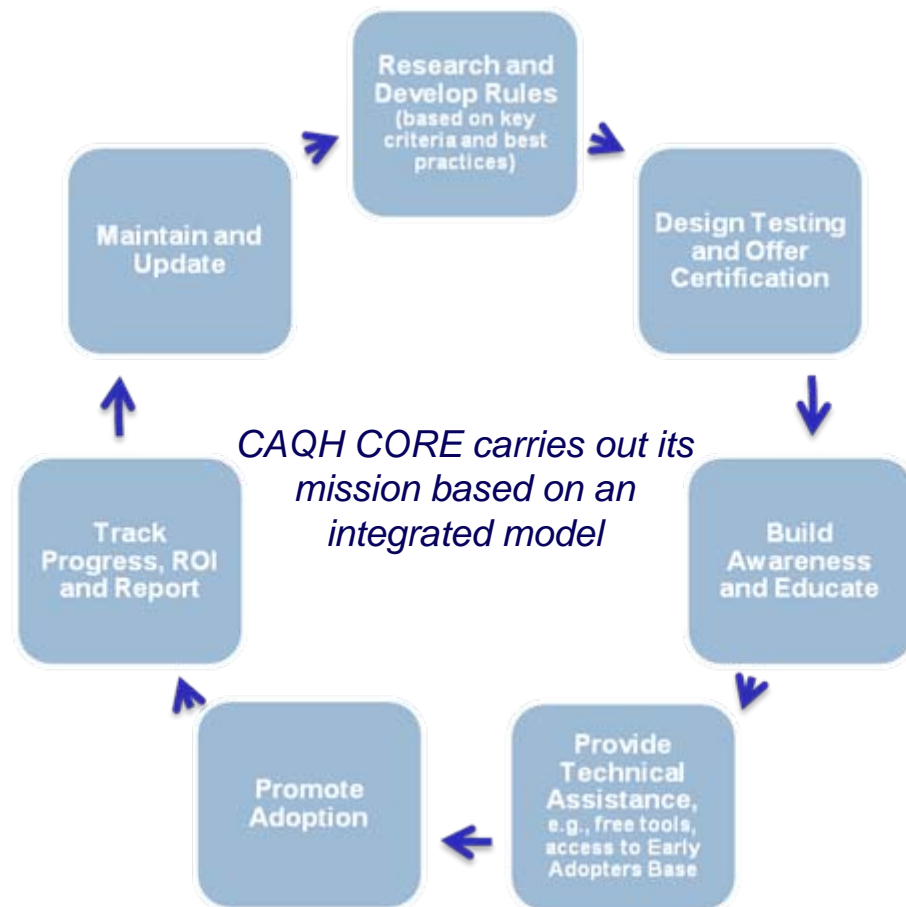 Research and
Develop Rules
(based on key
criteria and best
practices)
Design Testing
and Offer
Certification
Build
Awareness
and Educate
Provide
Technical
Assistance,
e.g., free tools,
access to Early
Adopters Base
Promote
Adoption
Track
Progress, ROI
and Report
Maintain and
Update
CAQH CORE carries out its
mission based on an
integrated model